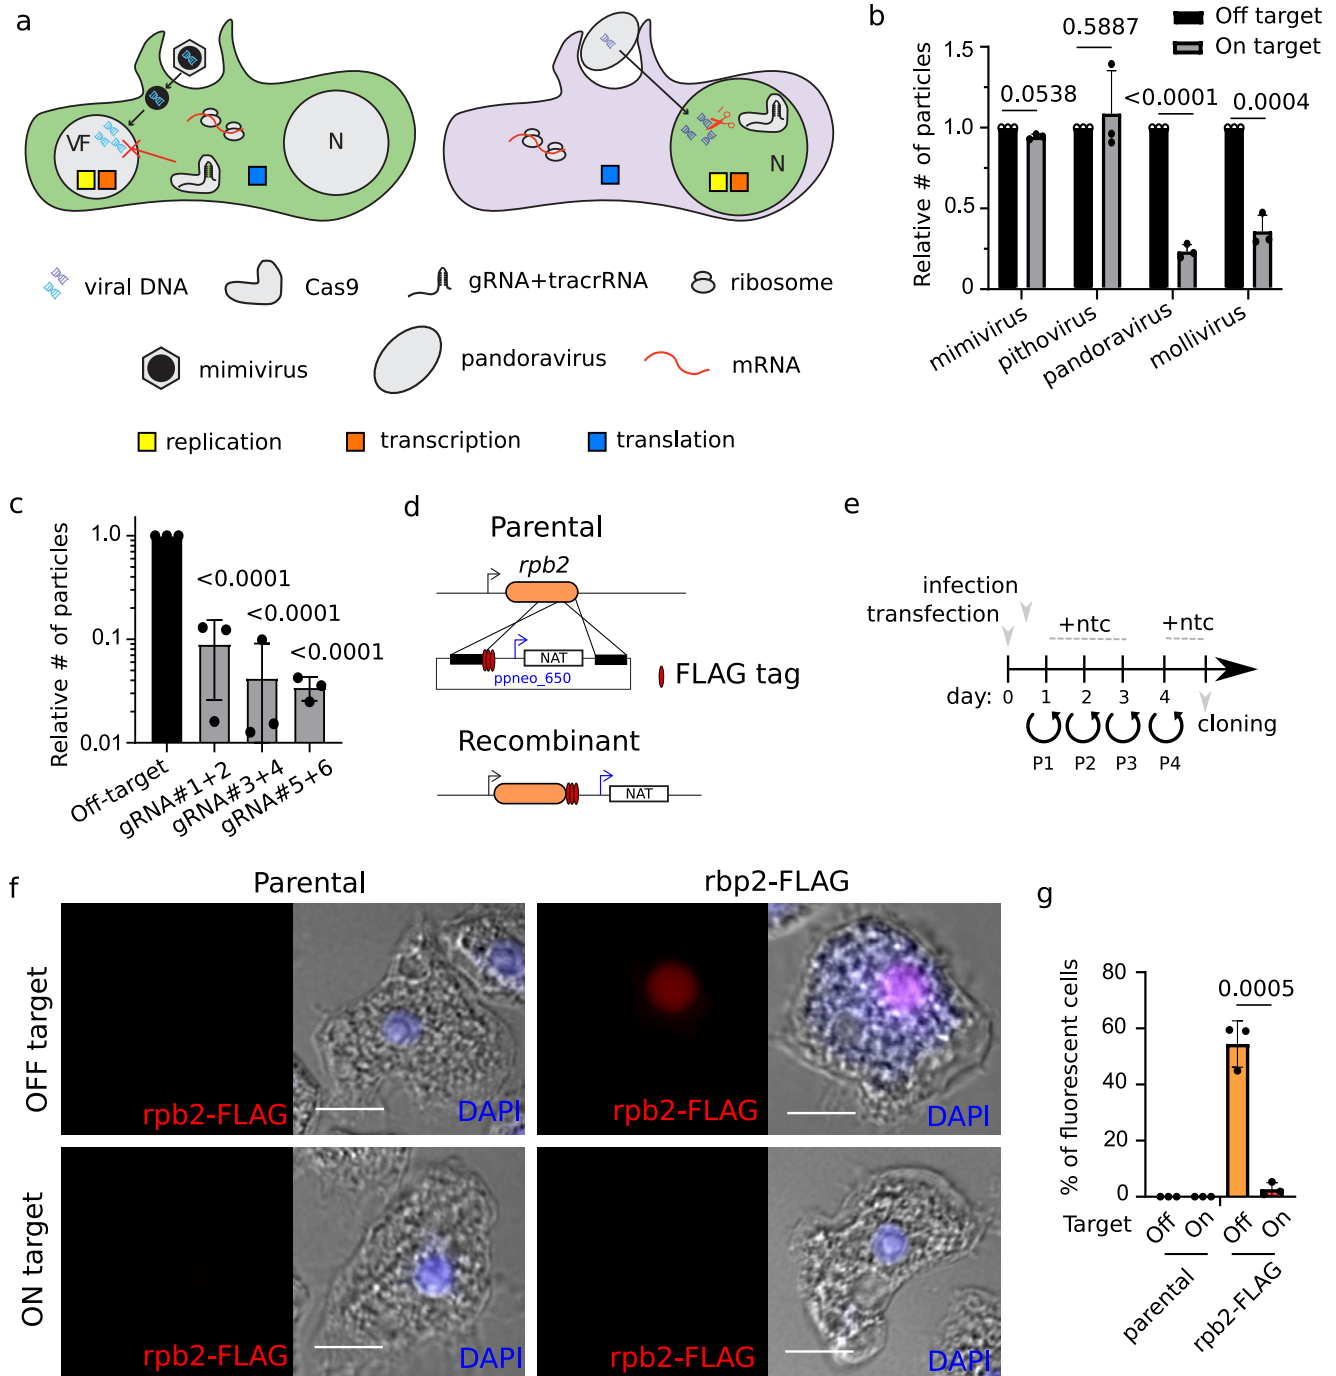 a
VF
N
N
viral DNA
Cas9
gRNA+tracrRNA
ribosome
mimivirus
pandoravirus
mRNA
replication
transcription
translation
b
Off target
On target
Relative # of particles
1.5
1.0
0.5
0
0.0538
0.5887
<0.0001
0.0004
mimivirus
pithovirus
pandoravirus
mollivirus
c
Relative # of particles
1.0
0.1
0.01
<0.0001
<0.0001
<0.0001
Off-target
gRNA#1+2
gRNA#3+4
gRNA#5+6
d
Parental
rpb2
NAT
ppneo_650
FLAG tag
Recombinant
NAT
e
infection
transfection
+ntc
+ntc
day:
0
1
2
3
4
cloning
P1
P2
P3
P4
f
Parental
rbp2-FLAG
OFF target
rpb2-FLAG
DAPI
rpb2-FLAG
DAPI
ON target
rpb2-FLAG
DAPI
rpb2-FLAG
DAPI
g
% of fluorescent cells
80
60
40
20
0
0.0005
Target
Off
On
Off
On
parental
rpb2-FLAG